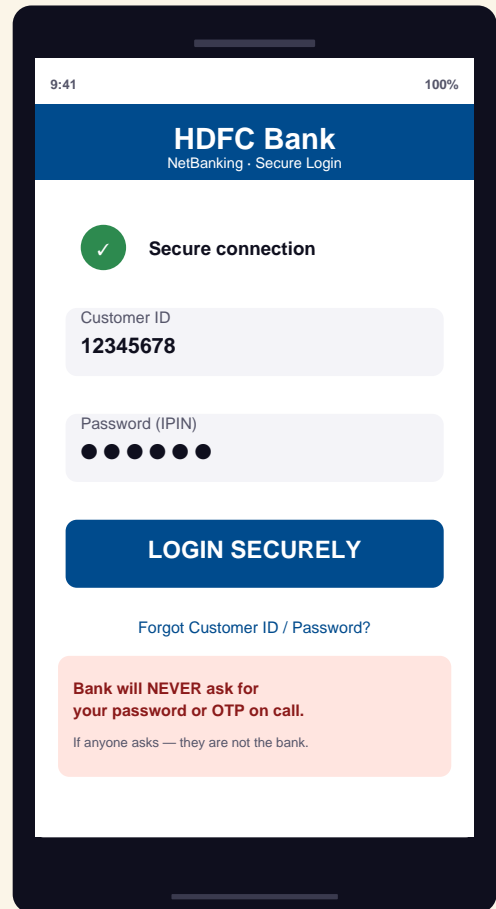 9:41 100%
HDFC Bank
NetBanking · Secure Login
✓ Secure connection
Customer ID
12345678
Password (IPIN)
●●●●●●
LOGIN SECURELY
Forgot Customer ID / Password?
Bank will NEVER ask for
your password or OTP on call.
If anyone asks — they are not the bank.